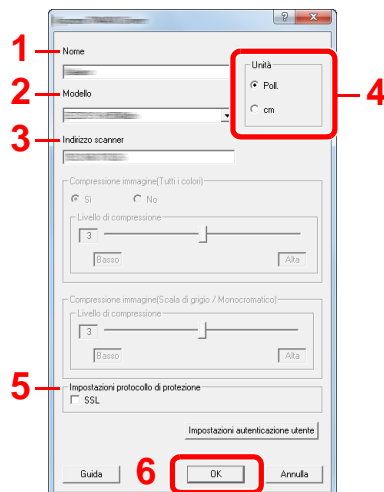 1 Nome
Unità
Poll.
cm
4
2 Modello
3 Indirizzo scanner
Compressione immagine(Tutti i colori)
Sì No
Livello di compressione
3
Basso Alta
Compressione immagine(Scala di grigio / Monocromatico)
Livello di compressione
3
Basso Alta
5 Impostazioni protocollo di protezione
SSL
Impostazioni autenticazione utente
Guida 6 OK Annulla